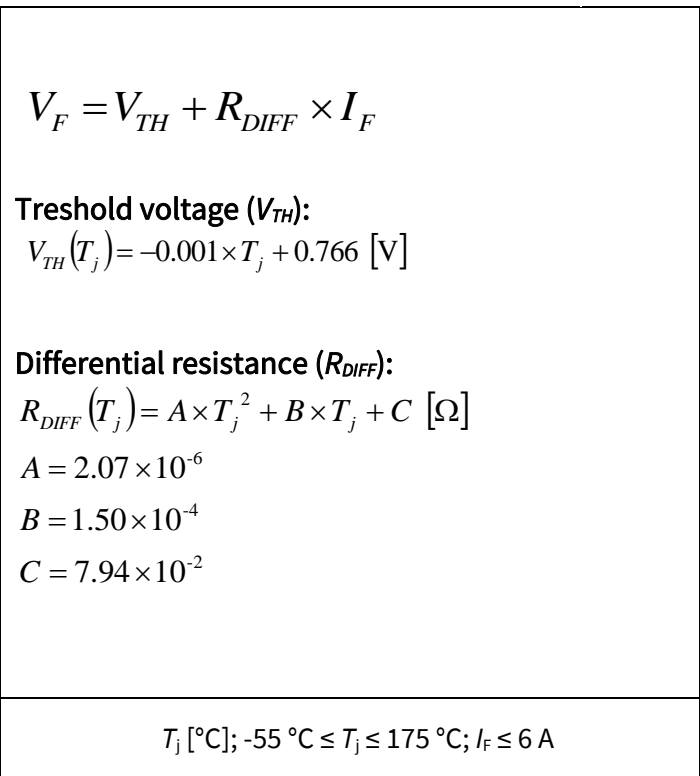 V_F = V_TH + R_DIFF × I_F
Treshold voltage (V_TH):
V_TH(T_j) = –0.001×T_j + 0.766 [V]
Differential resistance (R_DIFF):
R_DIFF(T_j) = A×T_j² + B×T_j + C [Ω]
A = 2.07×10⁻⁶
B = 1.50×10⁻⁴
C = 7.94×10⁻²
T_j [°C]; -55 °C ≤ T_j ≤ 175 °C; I_F ≤ 6 A